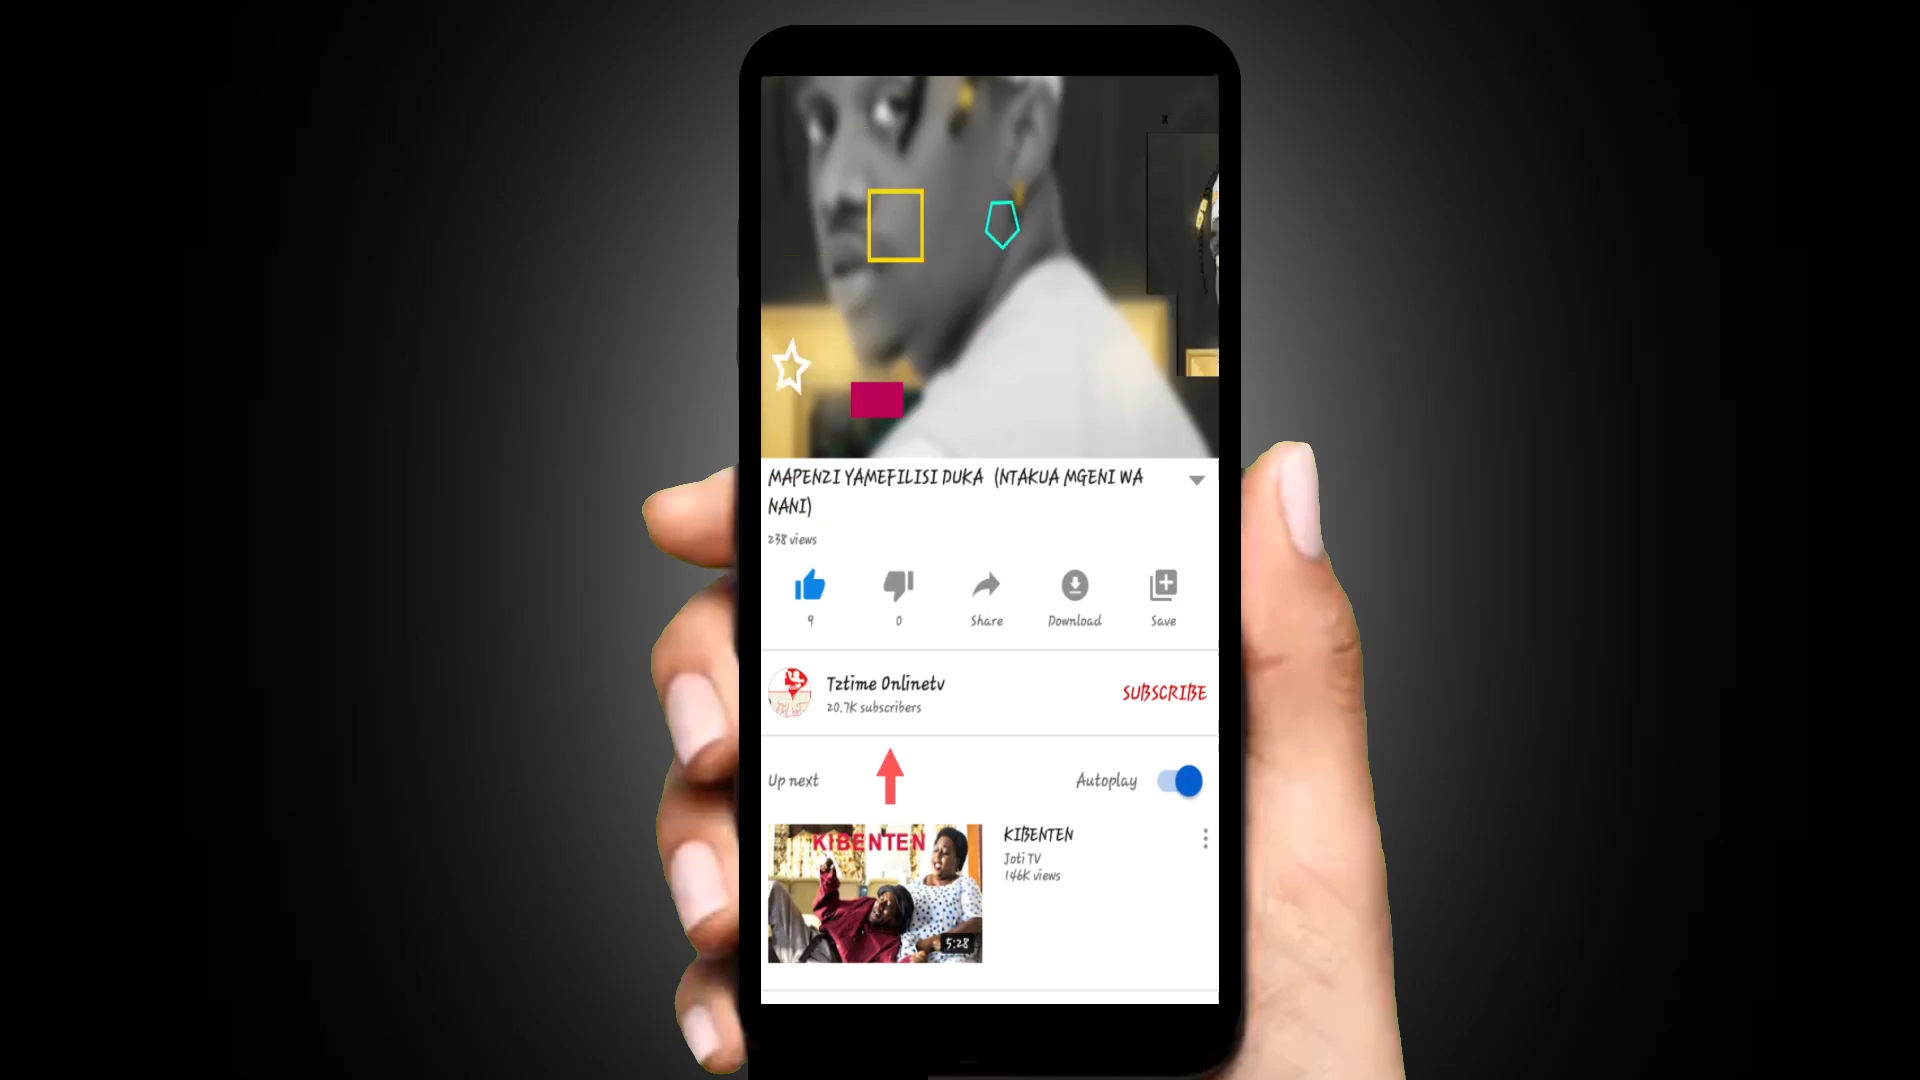 x
MAPENZI YAMEFILISI DUKA (NTAKUA MGENI WA
NANI)
238 views
9
0
Share
Download
Save
Tztime Onlinetv
20.7K subscribers
SUBSCRIBE
Up next
Autoplay
KIBENTEN
5:28
KIBENTEN
Joti TV
146K views